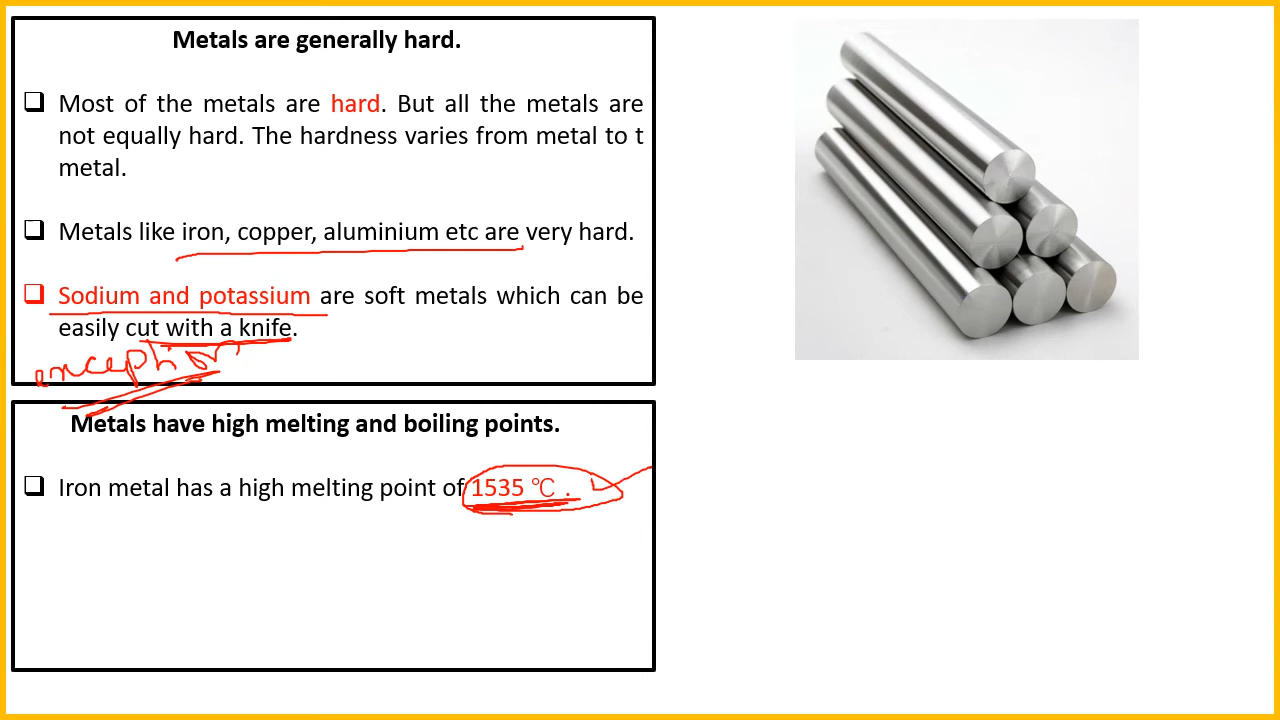 Metals are generally hard.
Most of the metals are hard. But all the metals are
not equally hard. The hardness varies from metal to t
metal.
Metals like iron, copper, aluminium etc are very hard.
Sodium and potassium are soft metals which can be
easily cut with a knife.
exception
Metals have high melting and boiling points.
Iron metal has a high melting point of 1535 ℃ .